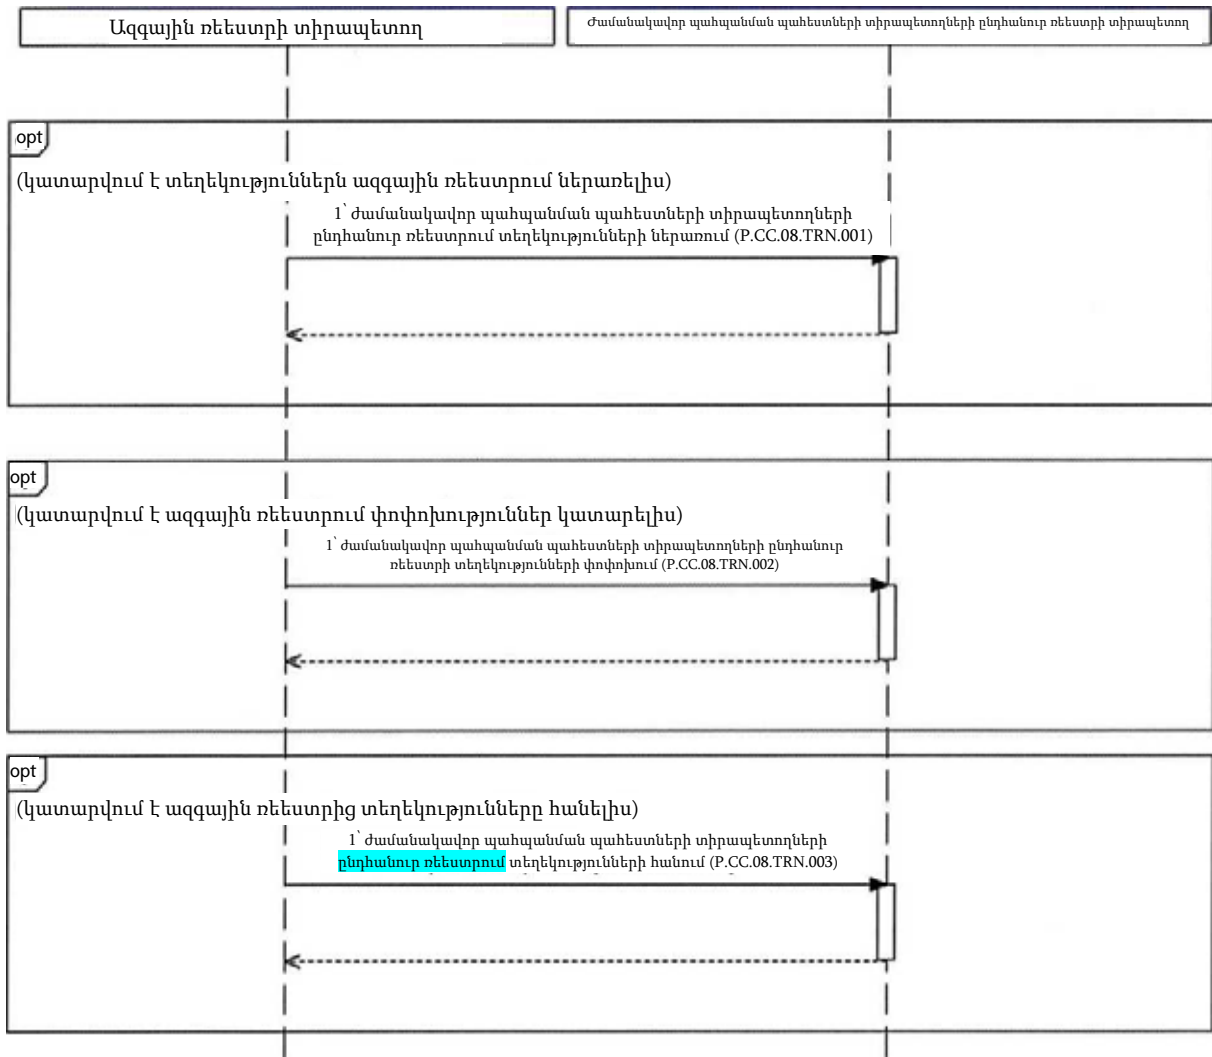 Ազգային ռեեստրի տիրապետող
Ժամանակավոր պահպանման պահեստների տիրապետողների ընդհանուր ռեեստրի տիրապետող
opt
(կատարվում է տեղեկություններն ազգային ռեեստրում ներառելիս)
1՝ ժամանակավոր պահպանման պահեստների տիրապետողների
ընդհանուր ռեեստրում տեղեկությունների ներառում (P.CC.08.TRN.001)
opt
(կատարվում է ազգային ռեեստրում փոփոխություններ կատարելիս)
1՝ ժամանակավոր պահպանման պահեստների տիրապետողների ընդհանուր
ռեեստրի տեղեկությունների փոփոխում (P.CC.08.TRN.002)
opt
(կատարվում է ազգային ռեեստրից տեղեկությունները հանելիս)
1՝ ժամանակավոր պահպանման պահեստների տիրապետողների
ընդհանուր ռեեստրում տեղեկությունների հանում (P.CC.08.TRN.003)